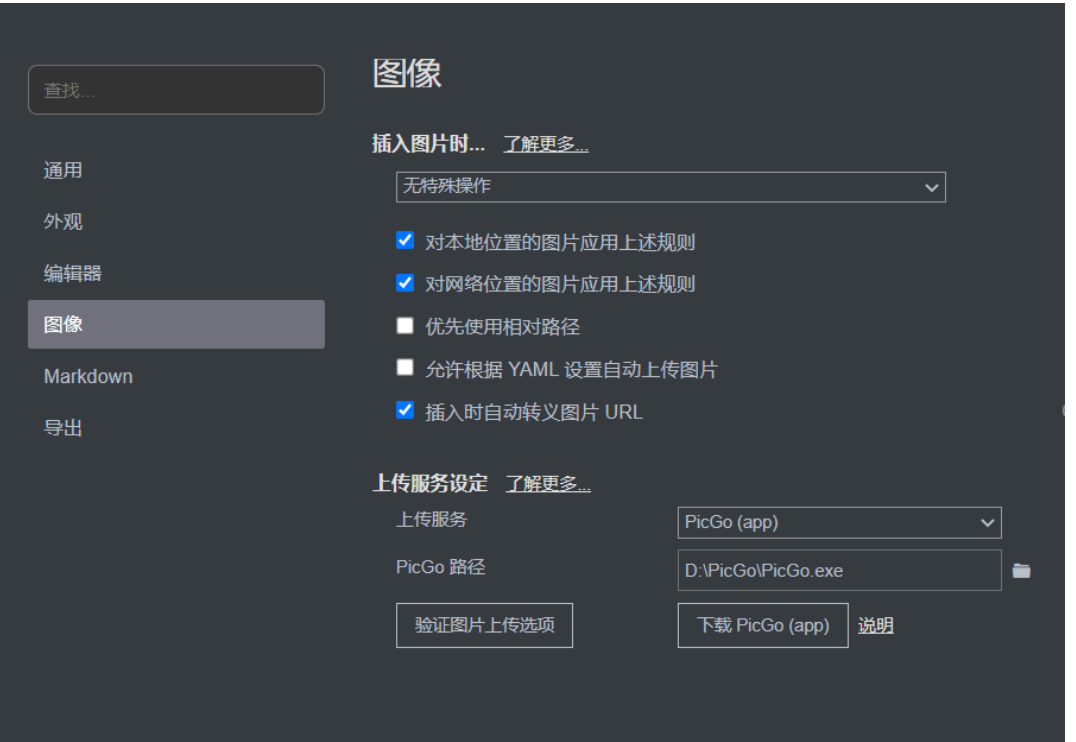 图像
查找...
插入图片时... 了解更多...
通用
无特殊操作
外观
对本地位置的图片应用上述规则
编辑器
对网络位置的图片应用上述规则
图像
优先使用相对路径
Markdown
允许根据 YAML 设置自动上传图片
导出
插入时自动转义图片 URL
上传服务设定 了解更多...
上传服务 PicGo (app)
PicGo 路径 D:\PicGo\PicGo.exe
验证图片上传选项 下载 PicGo (app) 说明